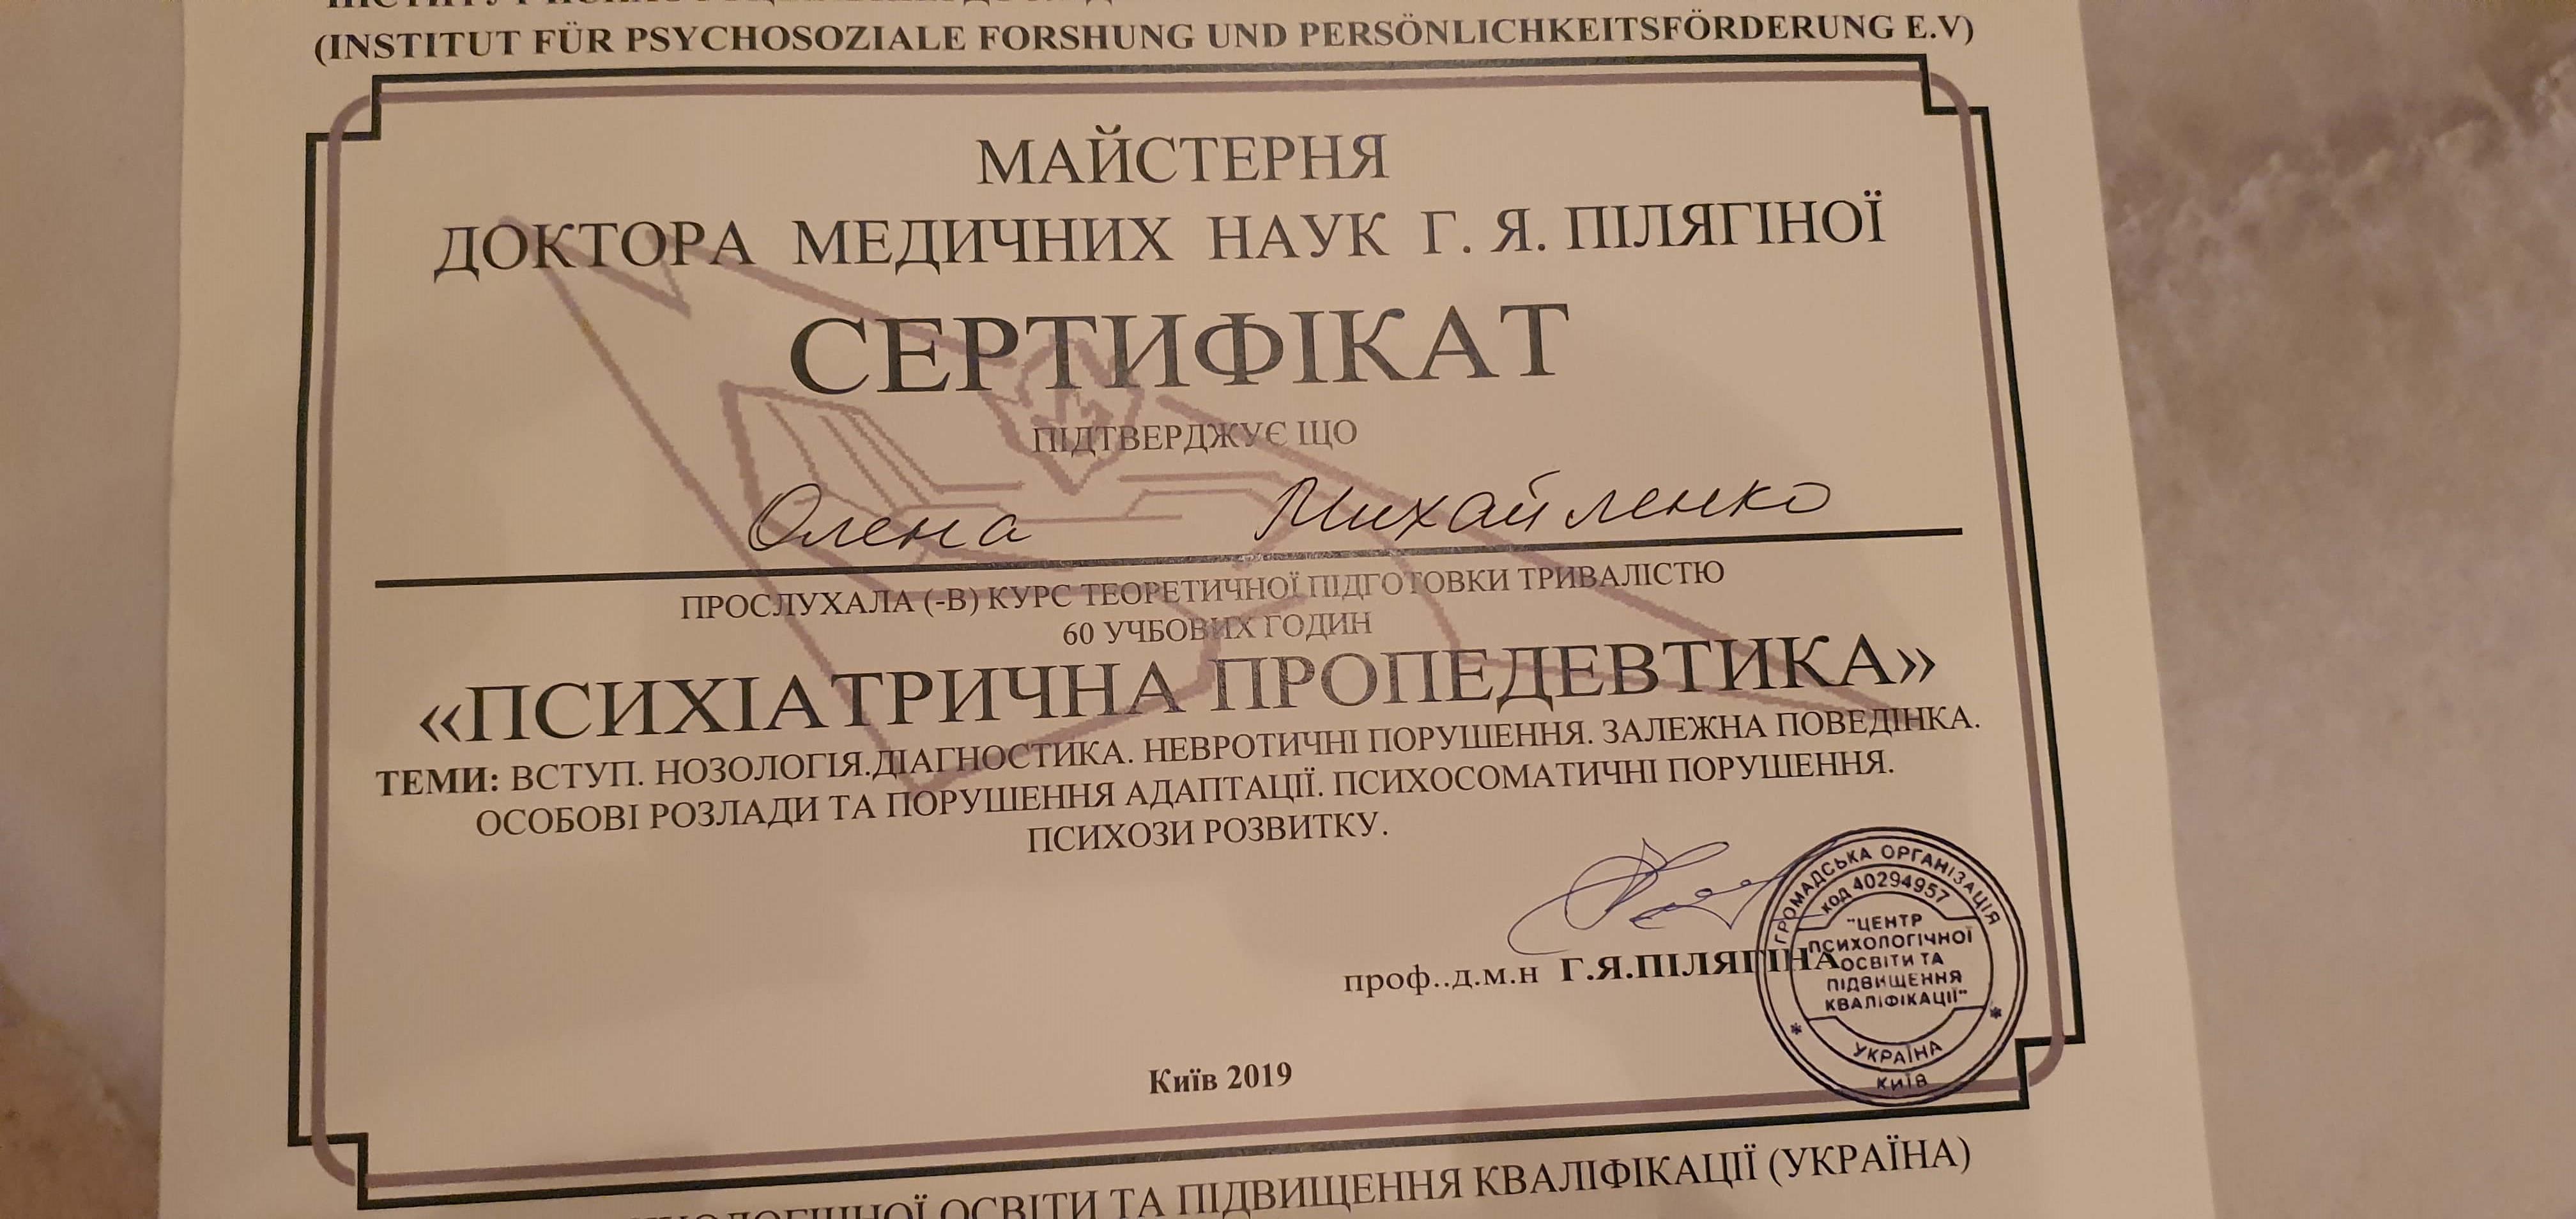 (INSTITUT FÜR PSYCHOSOZIALE FORSHUNG UND PERSÖNLICHKEITSFÖRDERUNG E.V)
МАЙСТЕРНЯ
ДОКТОРА МЕДИЧНИХ НАУК Г. Я. ПІЛЯГІНОЇ
СЕРТИФІКАТ
ПІДТВЕРДЖУЄ ЩО
Олена Михайленко
ПРОСЛУХАЛА (-В) КУРС ТЕОРЕТИЧНОЇ ПІДГОТОВКИ ТРИВАЛІСТЮ
60 УЧБОВИХ ГОДИН
«ПСИХІАТРИЧНА ПРОПЕДЕВТИКА»
ТЕМИ: ВСТУП. НОЗОЛОГІЯ.ДІАГНОСТИКА. НЕВРОТИЧНІ ПОРУШЕННЯ. ЗАЛЕЖНА ПОВЕДІНКА.
ОСОБОВІ РОЗЛАДИ ТА ПОРУШЕННЯ АДАПТАЦІЇ. ПСИХОСОМАТИЧНІ ПОРУШЕННЯ.
ПСИХОЗИ РОЗВИТКУ.
проф..д.м.н Г.Я.ПІЛЯГІНА
ГРОМАДСЬКА ОРГАНІЗАЦІЯ
КОД 40294957
"ЦЕНТР
ПСИХОЛОГІЧНОЇ
ОСВІТИ ТА
ПІДВИЩЕННЯ
КВАЛІФІКАЦІЇ"
УКРАЇНА
КИЇВ
Київ 2019
ОСВІТИ ТА ПІДВИЩЕННЯ КВАЛІФІКАЦІЇ (УКРАЇНА)